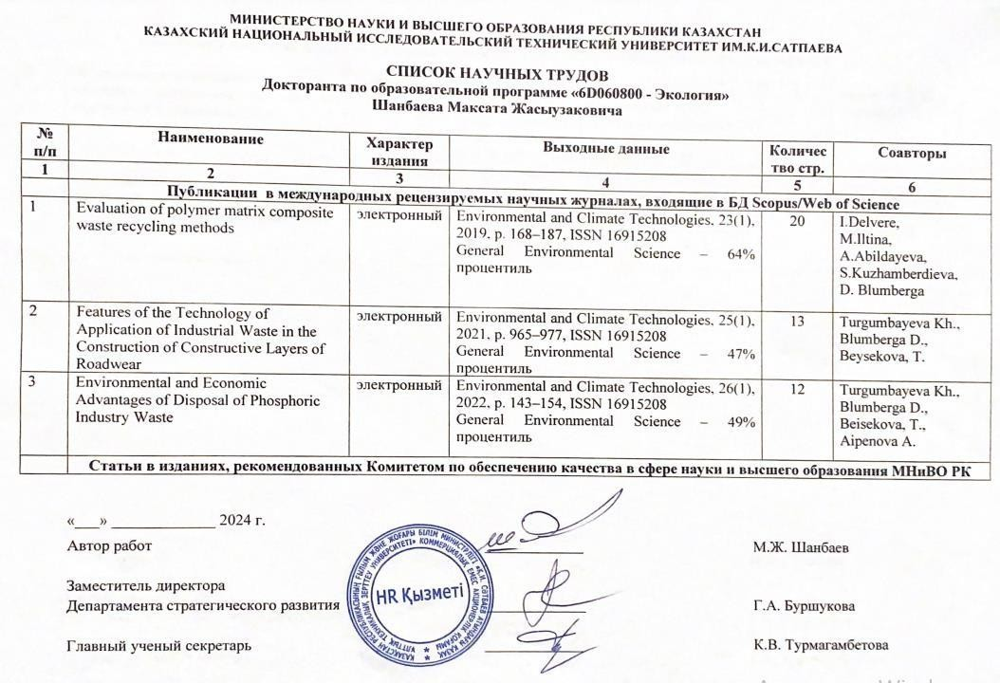 МИНИСТЕРСТВО НАУКИ И ВЫСШЕГО ОБРАЗОВАНИЯ РЕСПУБЛИКИ КАЗАХСТАН
КАЗАХСКИЙ НАЦИОНАЛЬНЫЙ ИССЛЕДОВАТЕЛЬСКИЙ ТЕХНИЧЕСКИЙ УНИВЕРСИТЕТ ИМ.К.И.САТПАЕВА
СПИСОК НАУЧНЫХ ТРУДОВ
Докторанта по образовательной программе «6D060800 - Экология»
Шанбаева Максата Жасыузаковича
№ п/п Наименование Характер издания Выходные данные Количес тво стр. Соавторы
1 2 3 4 5 6
Публикации в международных рецензируемых научных журналах, входящие в БД Scopus/Web of Science
1 Evaluation of polymer matrix composite электронный Environmental and Climate Technologies, 23(1), 20 I.Delvere,
waste recycling methods 2019, p. 168–187, ISSN 16915208 M.Iltina,
General Environmental Science – 64% A.Abildayeva,
процентиль S.Kuzhamberdieva,
D. Blumberga
2 Features of the Technology of электронный Environmental and Climate Technologies, 25(1), 13 Turgumbayeva Kh.,
Application of Industrial Waste in the 2021, p. 965–977, ISSN 16915208 Blumberga D.,
Construction of Constructive Layers of General Environmental Science – 47% Beysekova, T.
Roadwear процентиль
3 Environmental and Economic электронный Environmental and Climate Technologies, 26(1), 12 Turgumbayeva Kh.,
Advantages of Disposal of Phosphoric 2022, p. 143–154, ISSN 16915208 Blumberga D.,
Industry Waste General Environmental Science – 49% Beisekova, T.,
процентиль Aipenova A.
Статьи в изданиях, рекомендованных Комитетом по обеспечению качества в сфере науки и высшего образования МНиВО РК
«___» ______________ 2024 г.
Автор работ М.Ж. Шанбаев
Заместитель директора
Департамента стратегического развития Г.А. Буршукова
Главный ученый секретарь К.В. Турмагамбетова
HR Қызметі